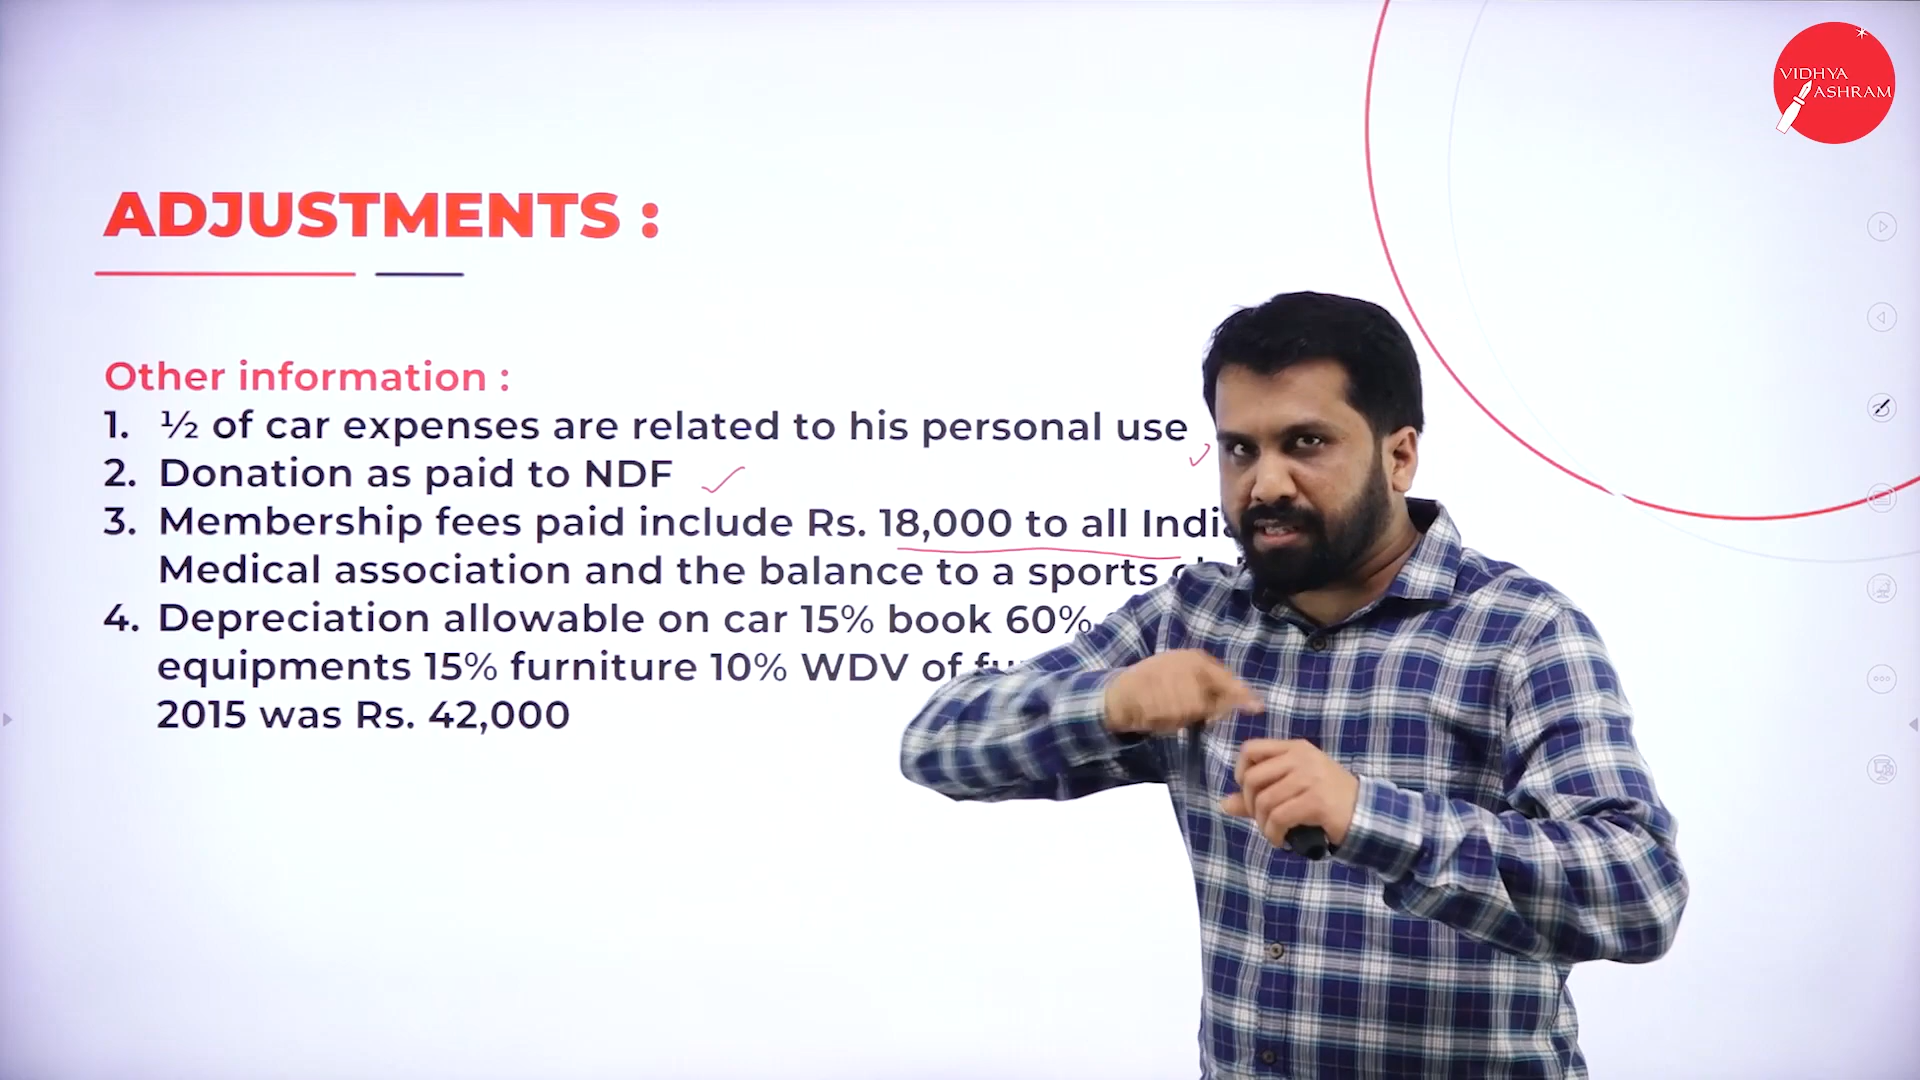 VIDHYA
ASHRAM
ADJUSTMENTS :
Other information :
1. ½ of car expenses are related to his personal use
2. Donation as paid to NDF
3. Membership fees paid include Rs. 18,000 to all India
Medical association and the balance to a sports
4. Depreciation allowable on car 15% book 60%
equipments 15% furniture 10% WDV of
2015 was Rs. 42,000